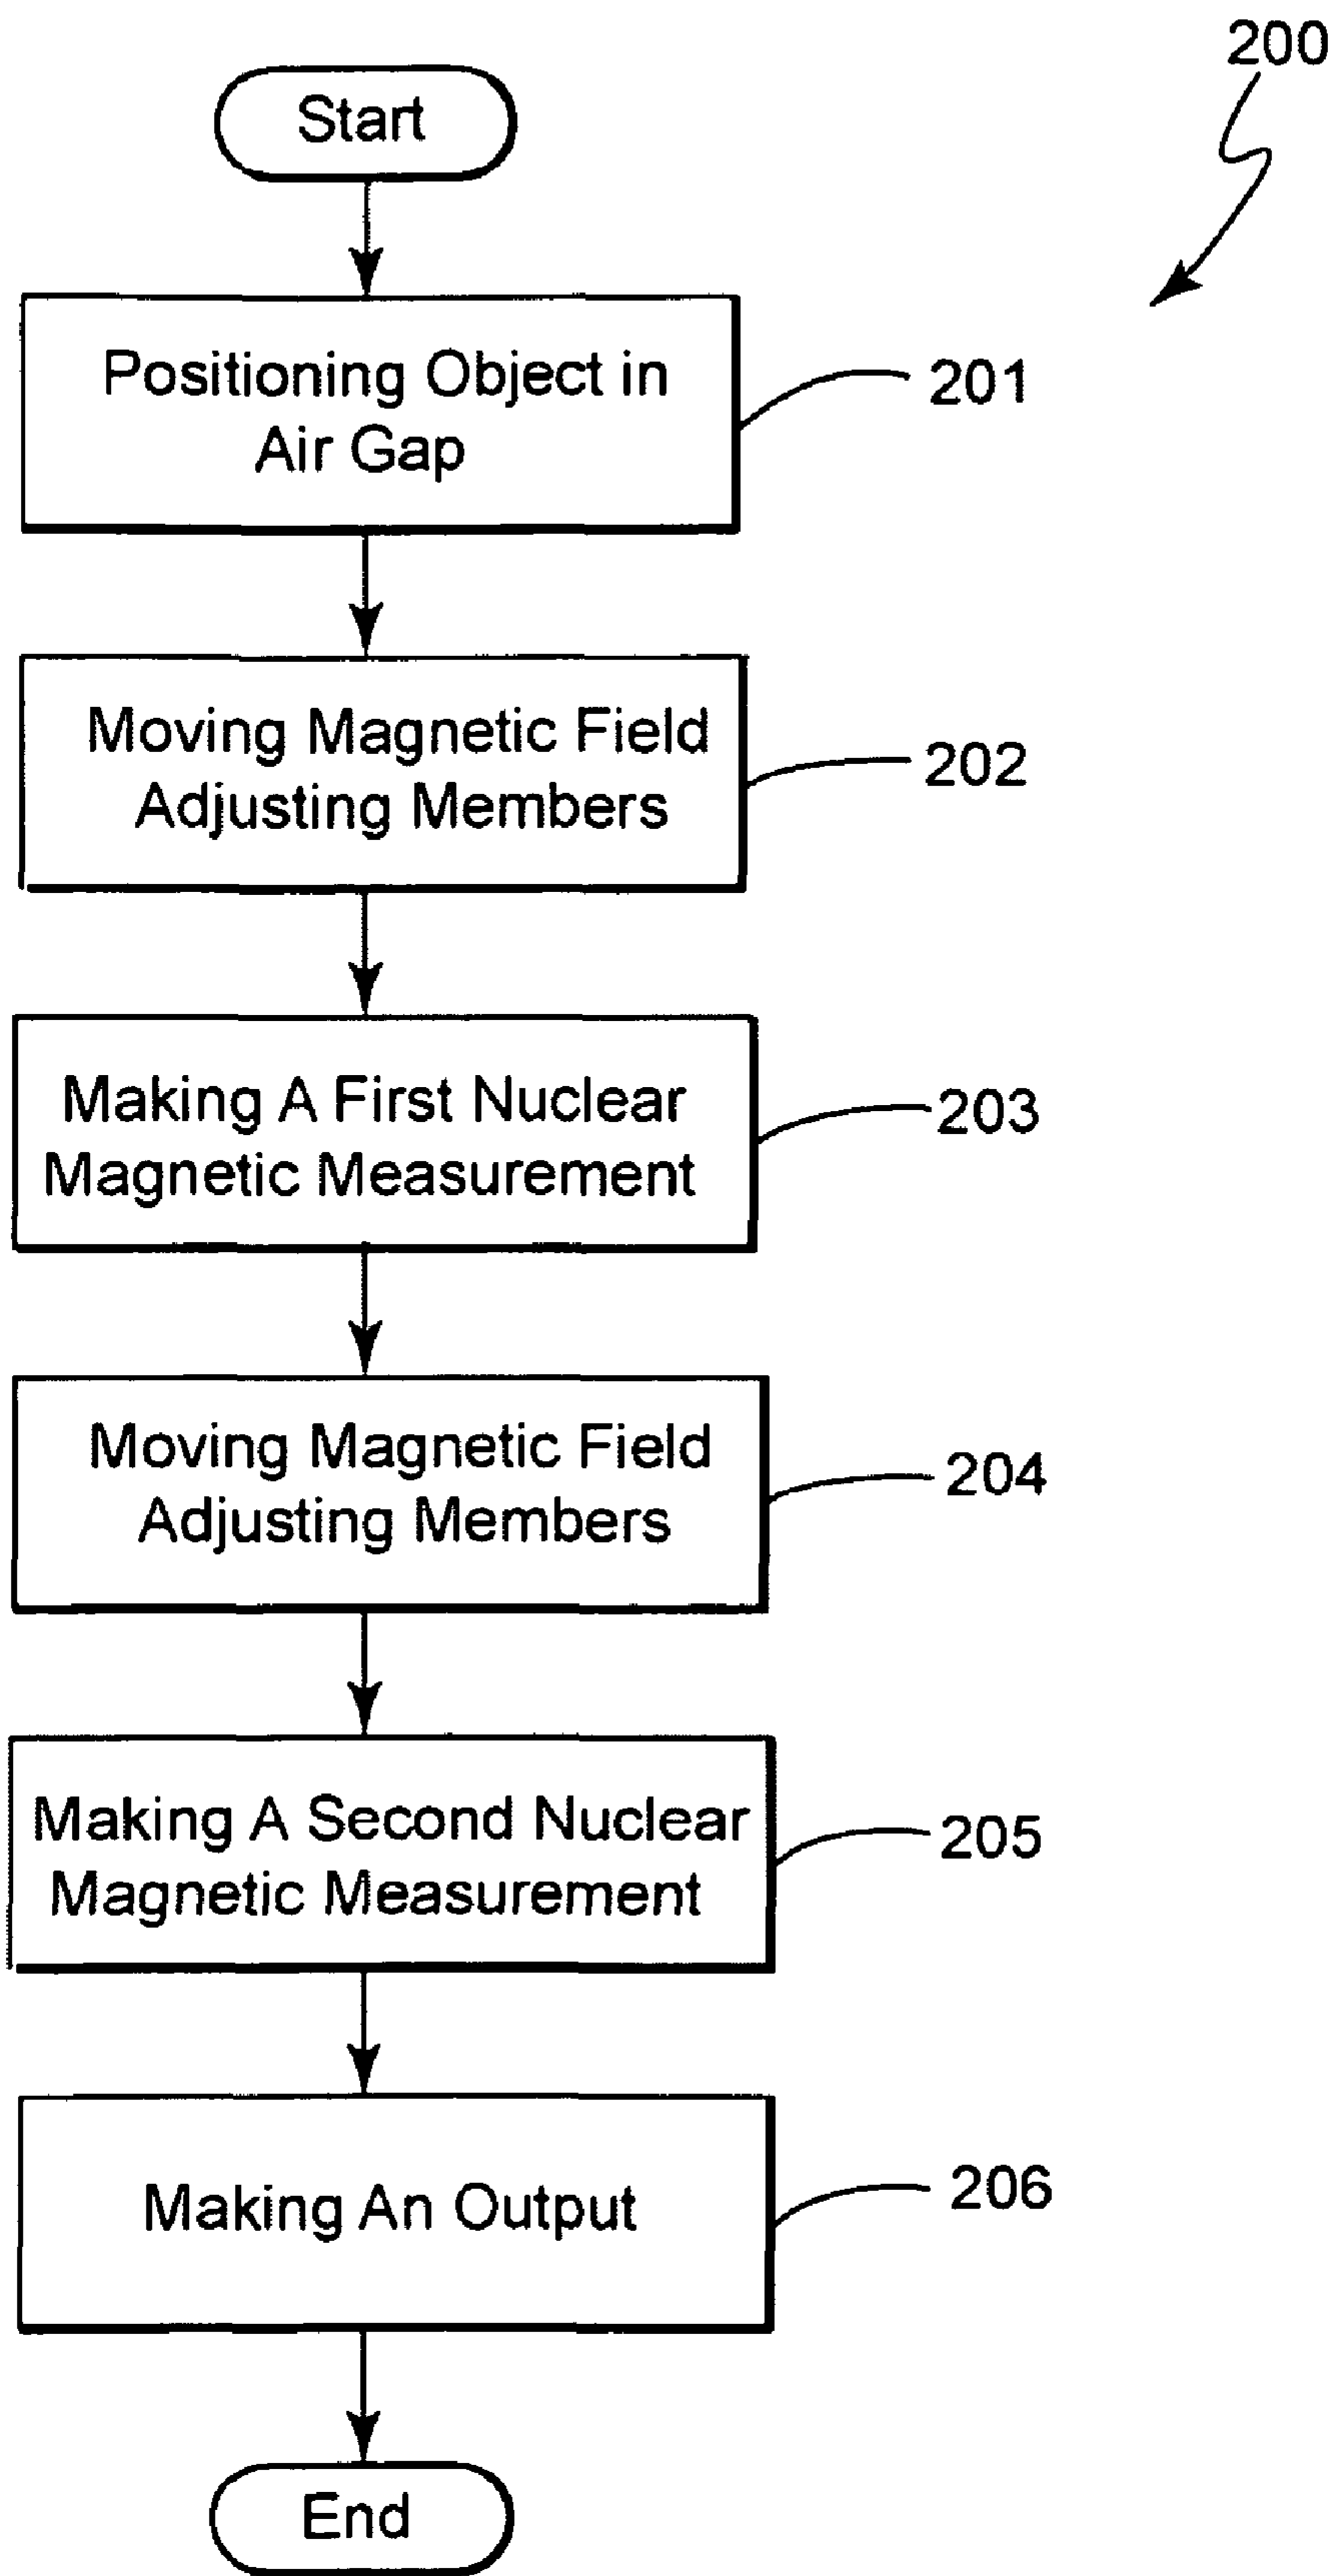 200
Start
Positioning Object in
Air Gap
201
Moving Magnetic Field
Adjusting Members
202
Making A First Nuclear
Magnetic Measurement
203
Moving Magnetic Field
Adjusting Members
204
Making A Second Nuclear
Magnetic Measurement
205
Making An Output
206
End